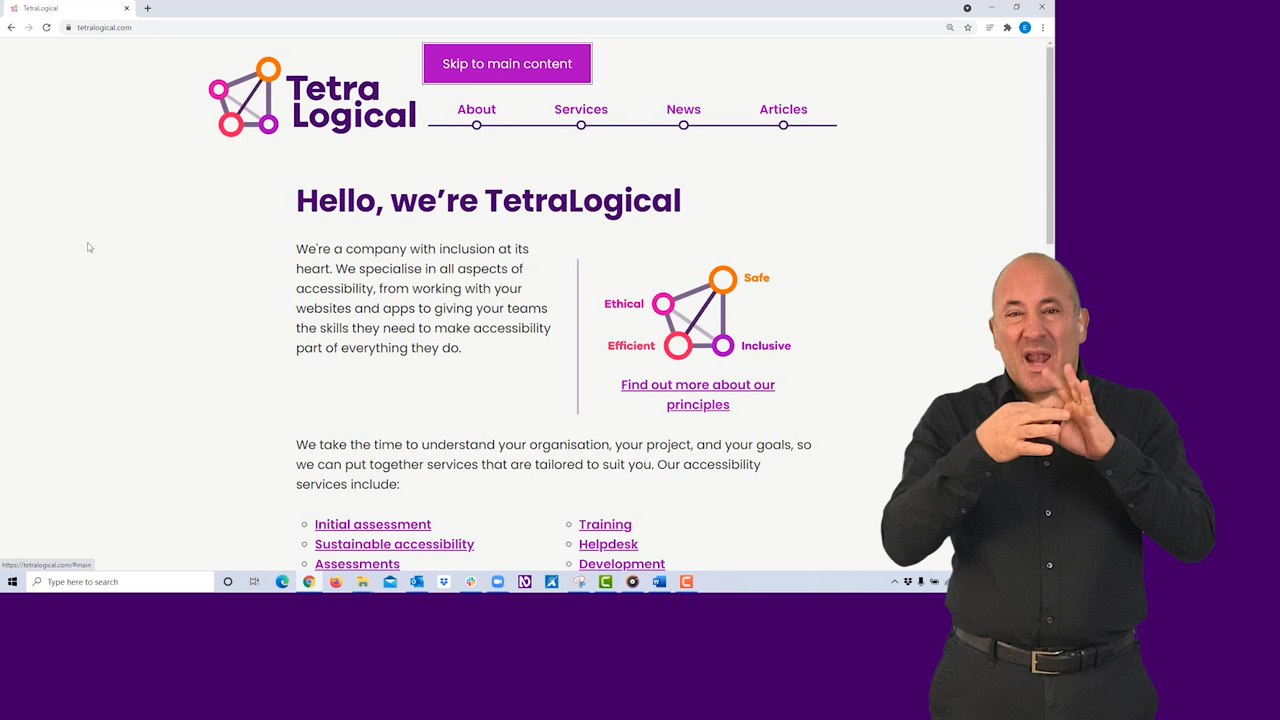 TetraLogical
tetralogical.com
E
Skip to main content
Tetra
Logical
About Services News Articles
Hello, we’re TetraLogical
We're a company with inclusion at its
heart. We specialise in all aspects of
accessibility, from working with your
websites and apps to giving your teams
the skills they need to make accessibility
part of everything they do.
Safe
Ethical
Efficient
Inclusive
Find out more about our
principles
We take the time to understand your organisation, your project, and your goals, so
we can put together services that are tailored to suit you. Our accessibility
services include:
Initial assessment
Sustainable accessibility
Assessments
Training
Helpdesk
Development
https://tetralogical.com/#main
Type here to search